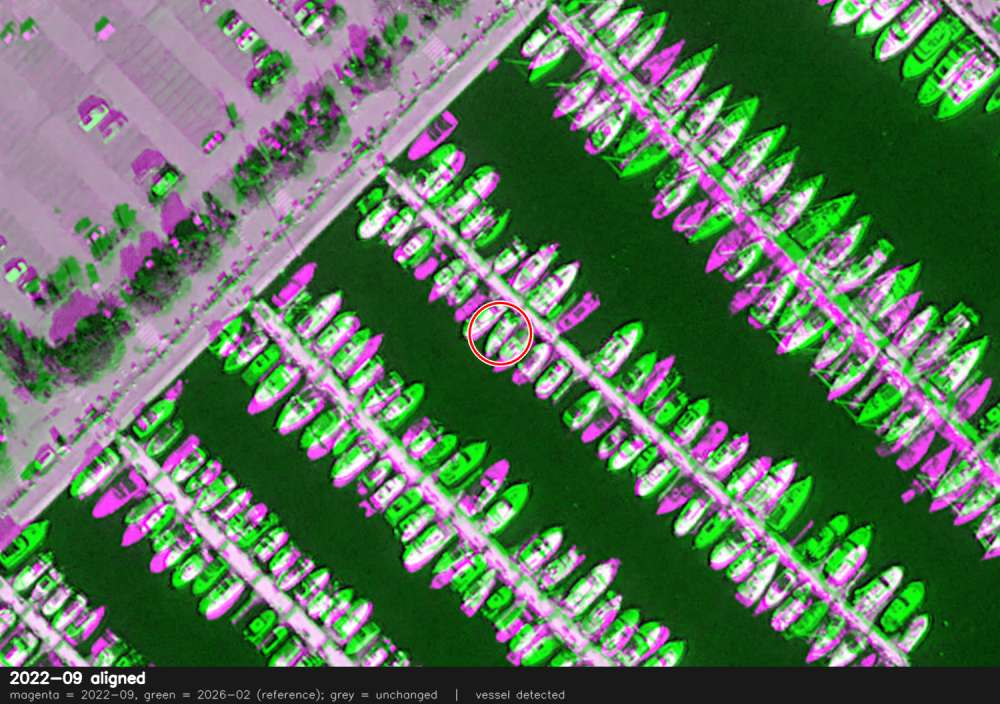 2022-09 aligned
magenta = 2022-09, green = 2026-02 (reference); grey = unchanged | vessel detected